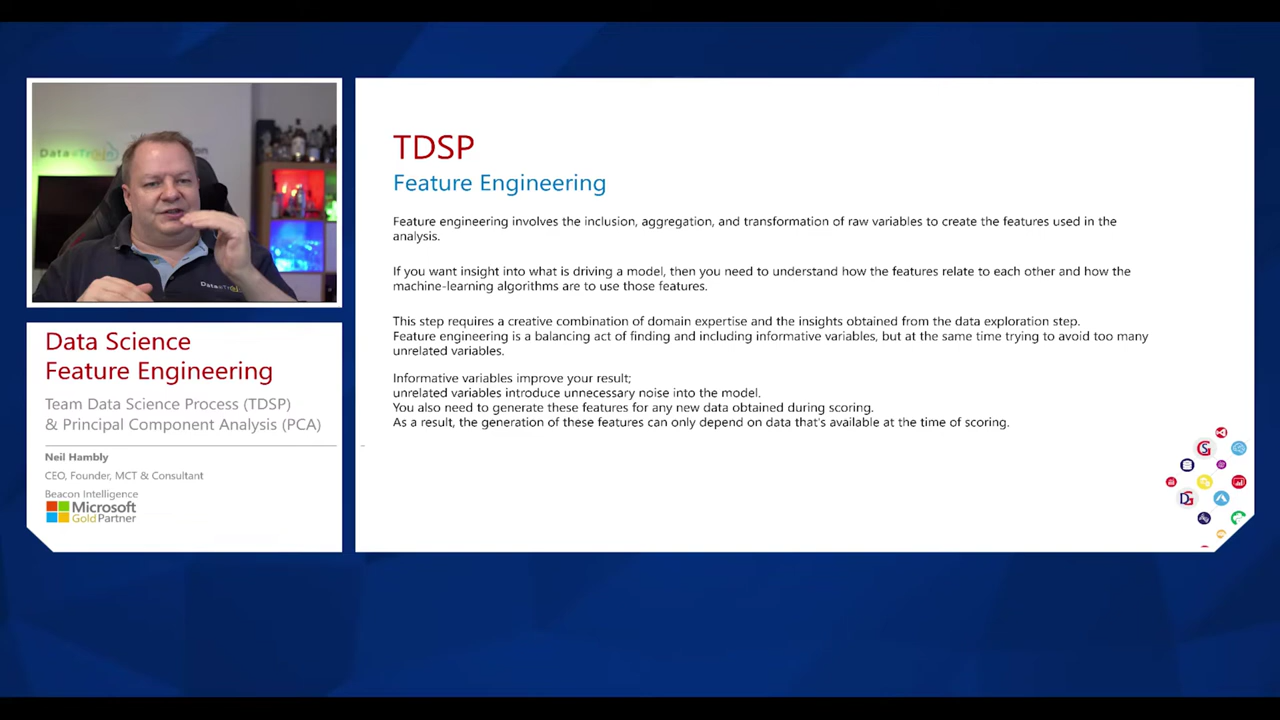 TDSP
Feature Engineering
Feature engineering involves the inclusion, aggregation, and transformation of raw variables to create the features used in the
analysis.
If you want insight into what is driving a model, then you need to understand how the features relate to each other and how the
machine-learning algorithms are to use those features.
This step requires a creative combination of domain expertise and the insights obtained from the data exploration step.
Feature engineering is a balancing act of finding and including informative variables, but at the same time trying to avoid too many
unrelated variables.
Informative variables improve your result;
unrelated variables introduce unnecessary noise into the model.
You also need to generate these features for any new data obtained during scoring.
As a result, the generation of these features can only depend on data that's available at the time of scoring.
Data Science
Feature Engineering
Team Data Science Process (TDSP)
& Principal Component Analysis (PCA)
Neil Hambly
CEO, Founder, MCT & Consultant
Beacon Intelligence
Microsoft
Gold Partner